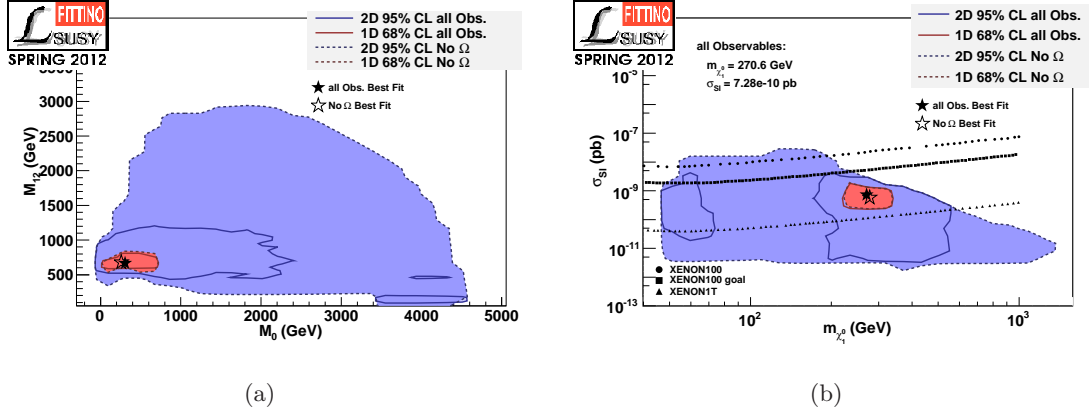 FITTINO
SUSY
SPRING 2012
2D 95% CL all Obs.
1D 68% CL all Obs.
2D 95% CL No Ω
1D 68% CL No Ω
all Obs. Best Fit
No Ω Best Fit
M12 (GeV)
3500
3000
2500
2000
1500
1000
500
0 1000 2000 3000 4000 5000
M0 (GeV)
(a)
FITTINO
SUSY
SPRING 2012
2D 95% CL all Obs.
1D 68% CL all Obs.
2D 95% CL No Ω
1D 68% CL No Ω
all Observables:
mχ̃01 = 270.6 GeV
σSI = 7.28e-10 pb
all Obs. Best Fit
No Ω Best Fit
σSI (pb)
10-5
10-7
10-9
10-11
10-13
XENON100
XENON100 goal
XENON1T
102 103
mχ̃01 (GeV)
(b)